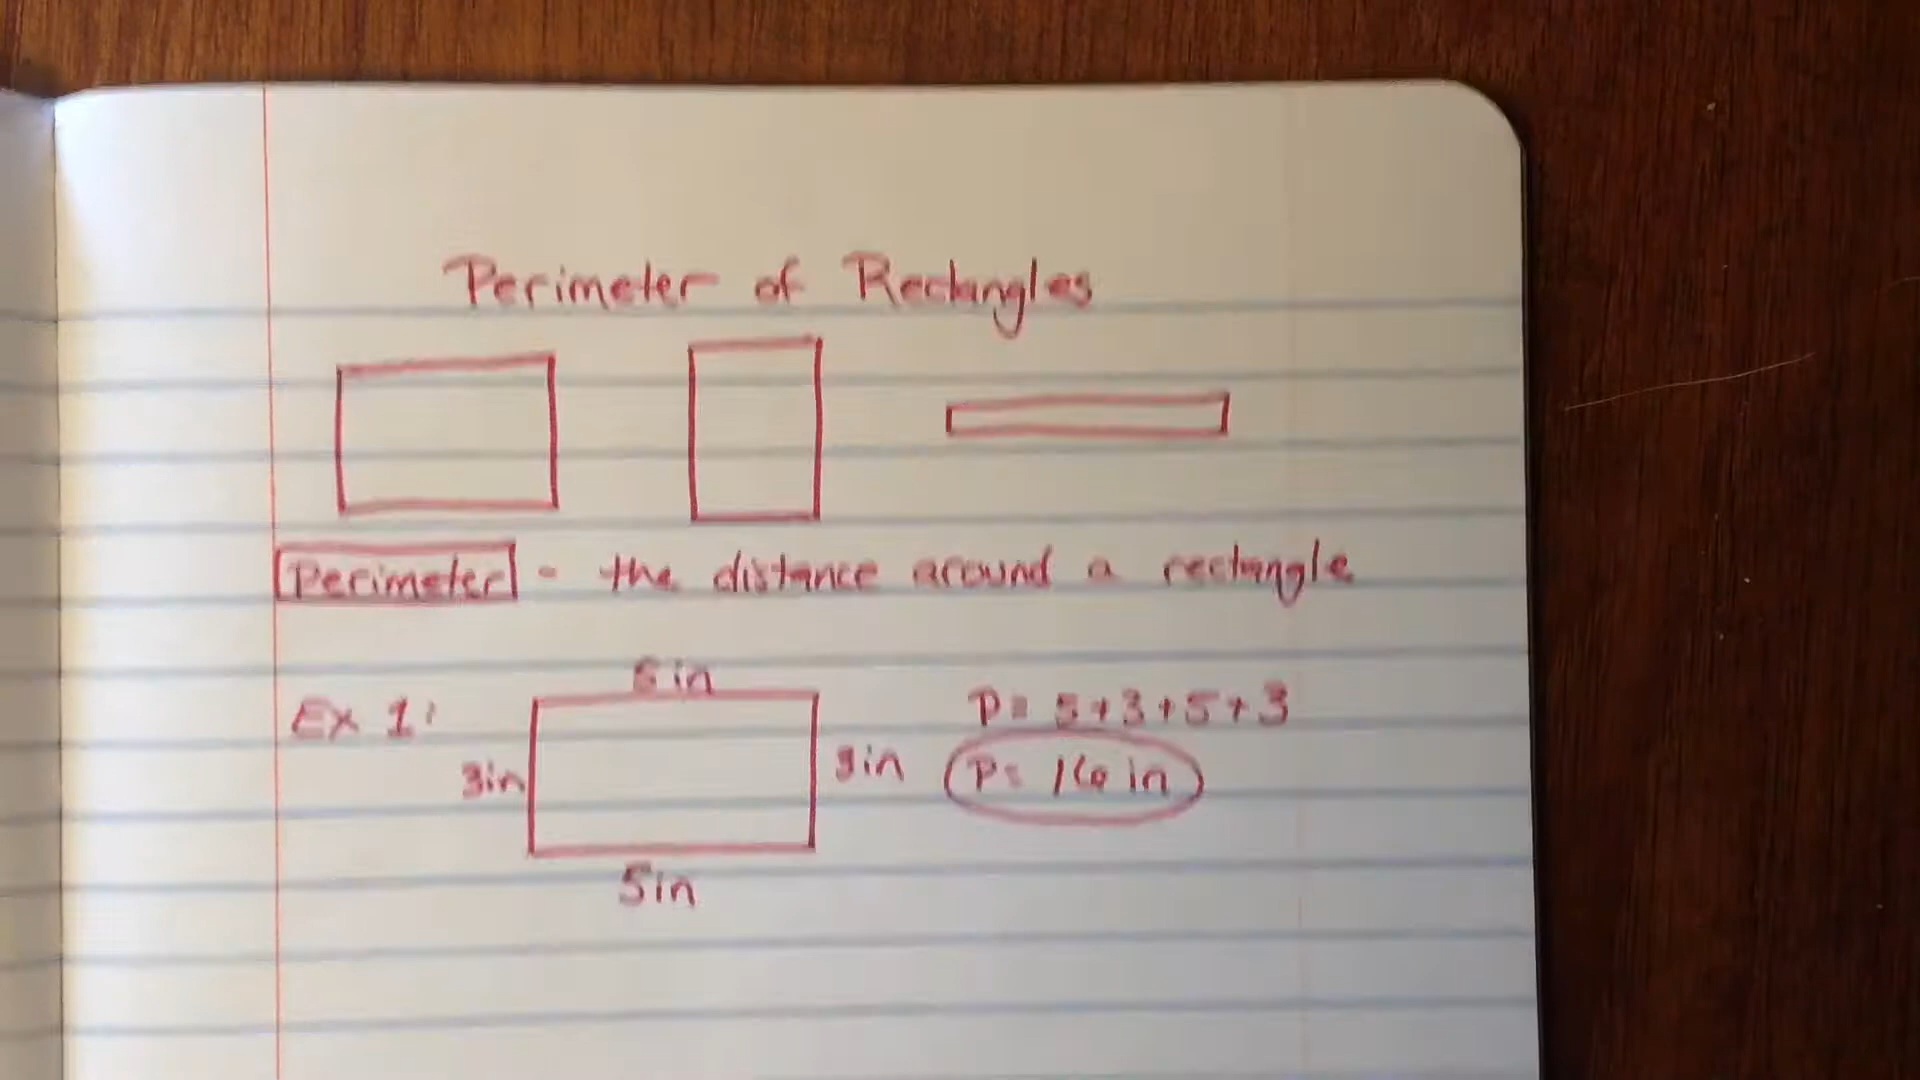 Perimeter of Rectangles
Perimeter - the distance around a rectangle
5in
Ex 1:
P= 5+3+5+3
3in
3in
P= 16 in
5in